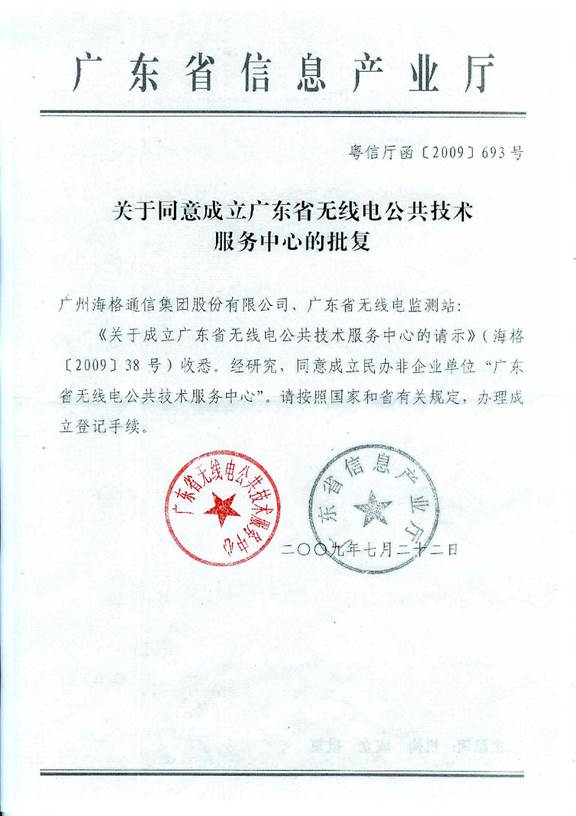 广东省信息产业厅
粤信厅函〔2009〕693号
关于同意成立广东省无线电公共技术
服务中心的批复
广州海格通信集团股份有限公司、广东省无线电监测站：
《关于成立广东省无线电公共技术服务中心的请示》（海格
〔2009〕38号）收悉。经研究，同意成立民办非企业单位“广东
省无线电公共技术服务中心”。请按照国家和省有关规定，办理成
立登记手续。
广东省无线电公共技术服务中心
广东省信息产业厅
二〇〇九年七月二十二日